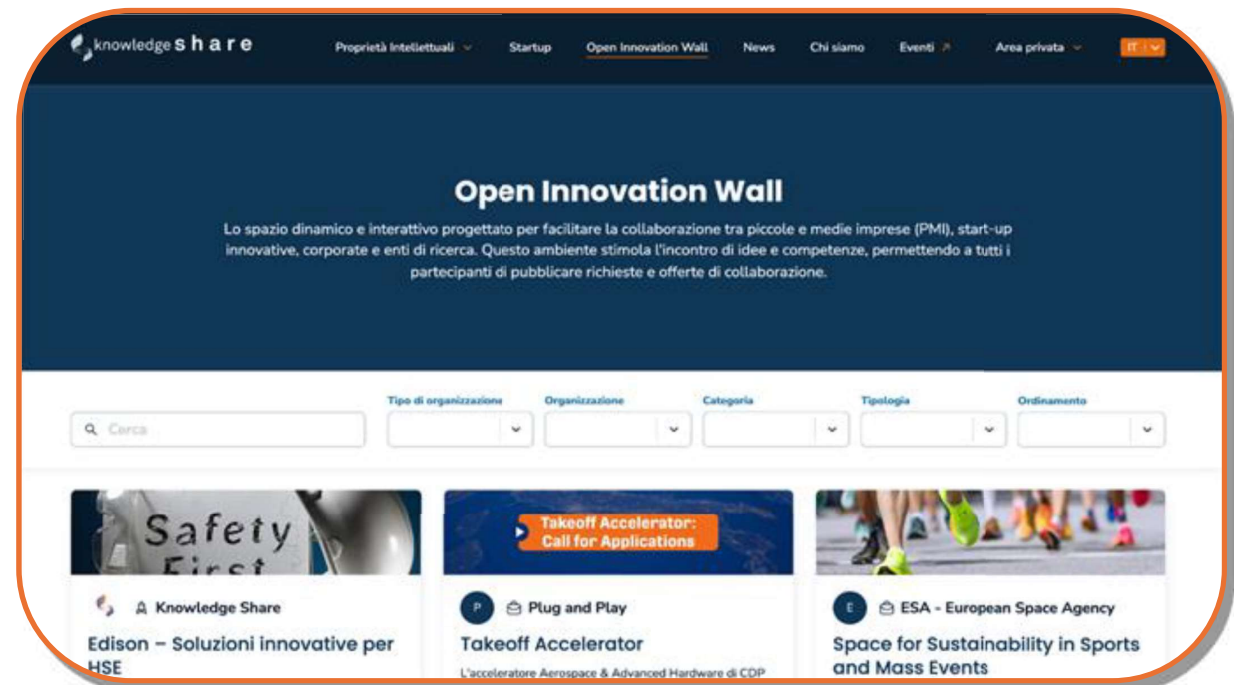 knowledge share
Proprietà Intellettuali
Startup
Open Innovation Wall
News
Chi siamo
Eventi
Area privata
IT
Open Innovation Wall
Lo spazio dinamico e interattivo progettato per facilitare la collaborazione tra piccole e medie imprese (PMI), start-up
innovative, corporate e enti di ricerca. Questo ambiente stimola l'incontro di idee e competenze, permettendo a tutti i
partecipanti di pubblicare richieste e offerte di collaborazione.
Cerca
Tipo di organizzazione
Organizzazione
Categoria
Tipologia
Ordinamento
Safety
First
Knowledge Share
Edison – Soluzioni innovative per
HSE
Takeoff Accelerator:
Call for Applications
P
Plug and Play
Takeoff Accelerator
L'acceleratore Aerospace & Advanced Hardware di CDP
E
ESA - European Space Agency
Space for Sustainability in Sports
and Mass Events